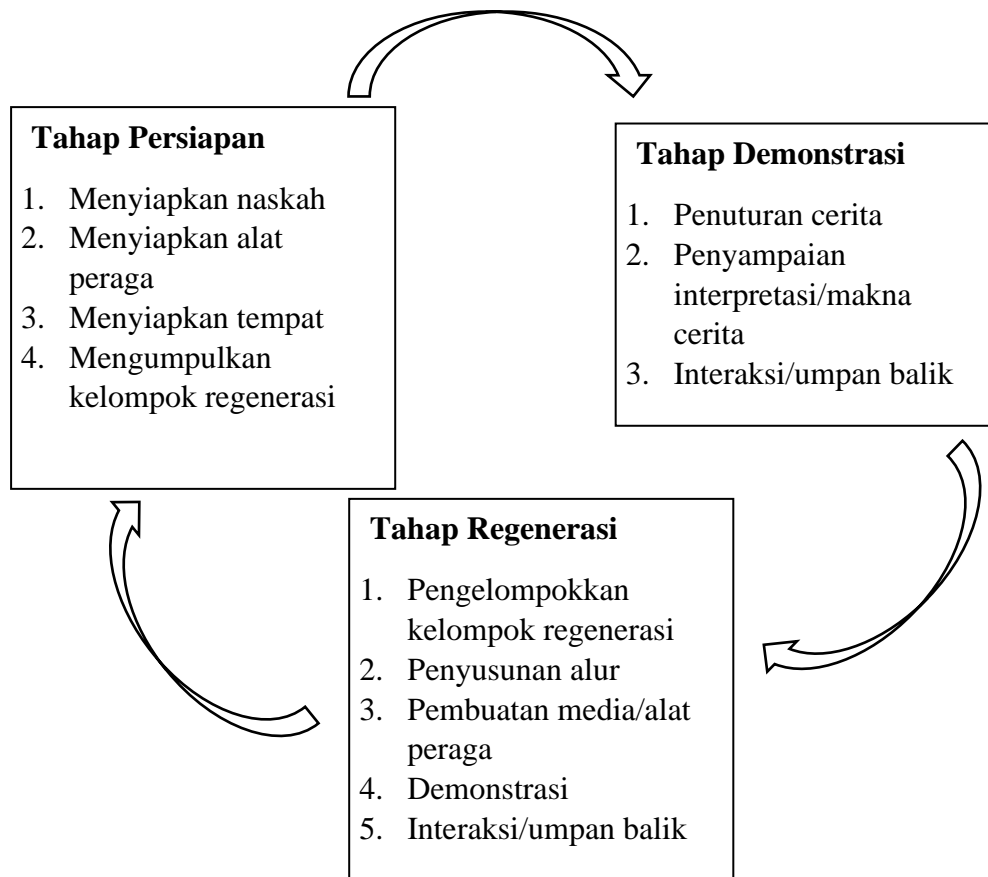 Tahap Persiapan
1. Menyiapkan naskah
2. Menyiapkan alat
peraga
3. Menyiapkan tempat
4. Mengumpulkan
kelompok regenerasi
Tahap Demonstrasi
1. Penuturan cerita
2. Penyampaian
interpretasi/makna
cerita
3. Interaksi/umpan balik
Tahap Regenerasi
1. Pengelompokkan
kelompok regenerasi
2. Penyusunan alur
3. Pembuatan media/alat
peraga
4. Demonstrasi
5. Interaksi/umpan balik